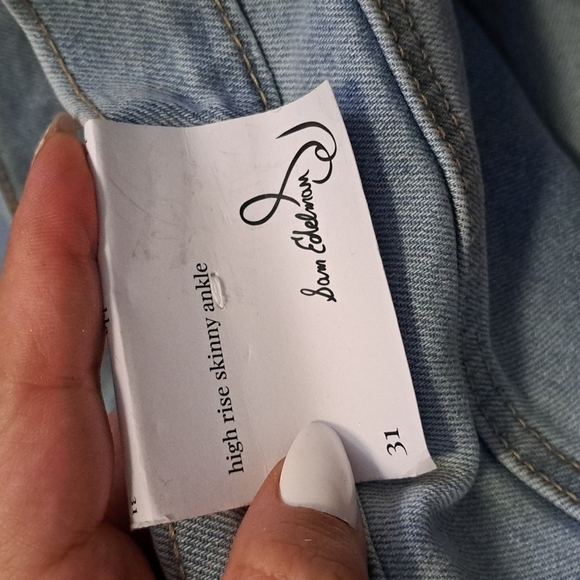 Sam Edelman
high rise skinny ankle
31